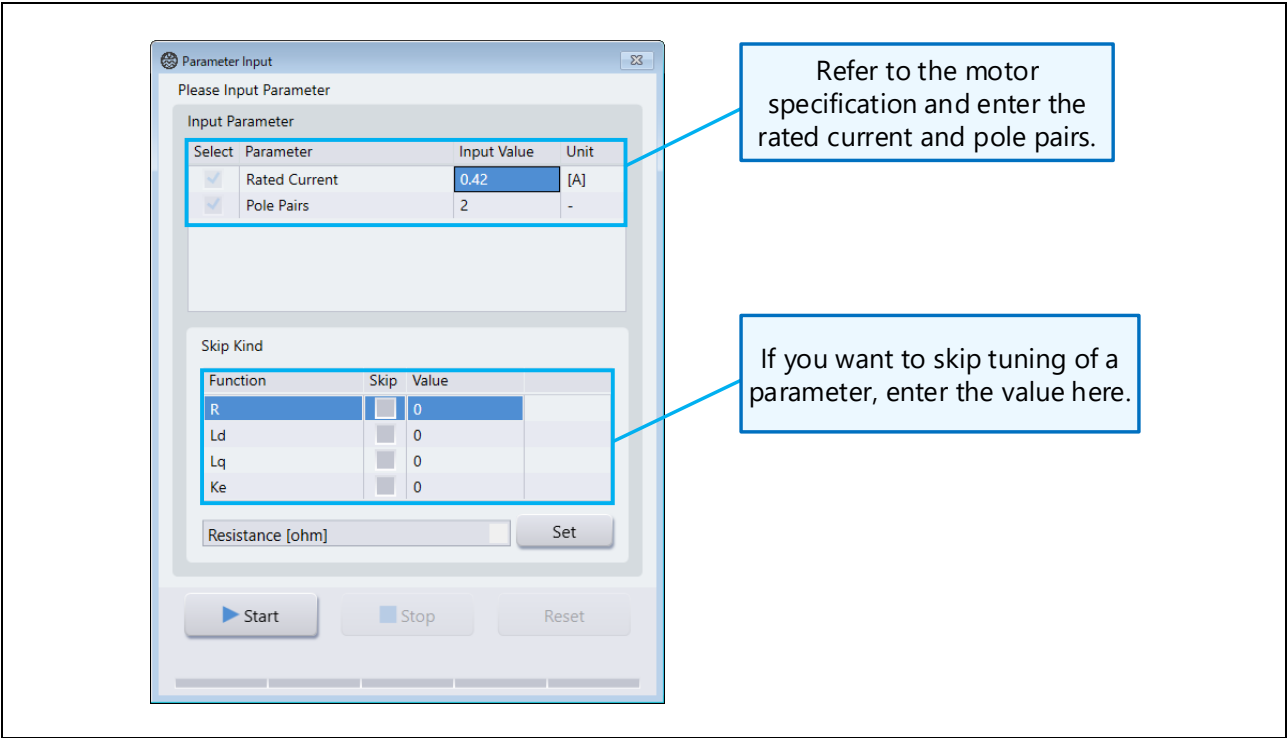 Parameter Input
Please Input Parameter
Input Parameter
Select Parameter Input Value Unit
Rated Current 0.42 [A]
Pole Pairs 2 -
Refer to the motor
specification and enter the
rated current and pole pairs.
Skip Kind
Function Skip Value
R 0
Ld 0
Lq 0
Ke 0
Resistance [ohm] Set
If you want to skip tuning of a
parameter, enter the value here.
Start Stop Reset